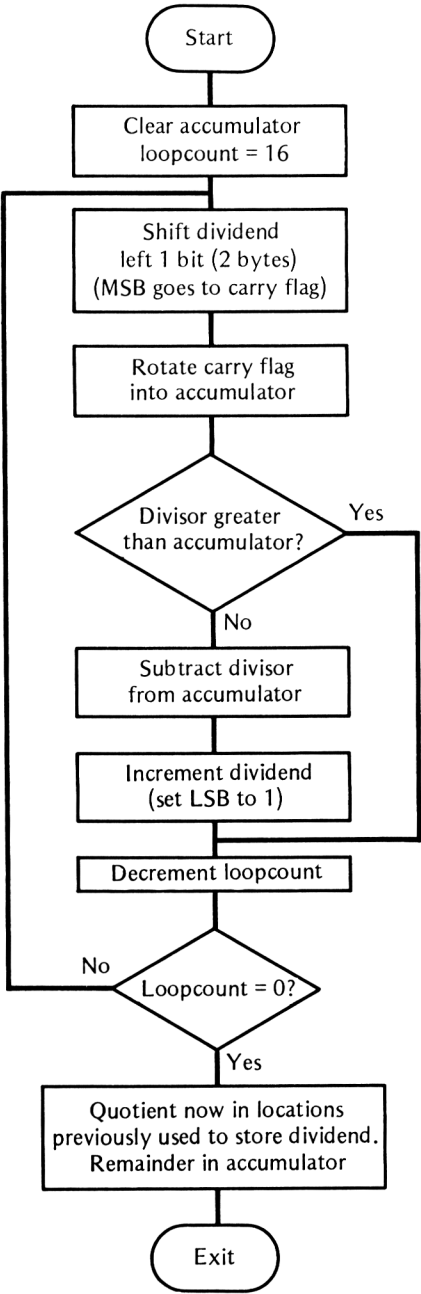 Start
Clear accumulator
loopcount = 16
Shift dividend
left 1 bit (2 bytes)
(MSB goes to carry flag)
Rotate carry flag
into accumulator
Divisor greater
than accumulator?
Yes
No
Subtract divisor
from accumulator
Increment dividend
(set LSB to 1)
Decrement loopcount
No
Loopcount = 0?
Yes
Quotient now in locations
previously used to store dividend.
Remainder in accumulator
Exit